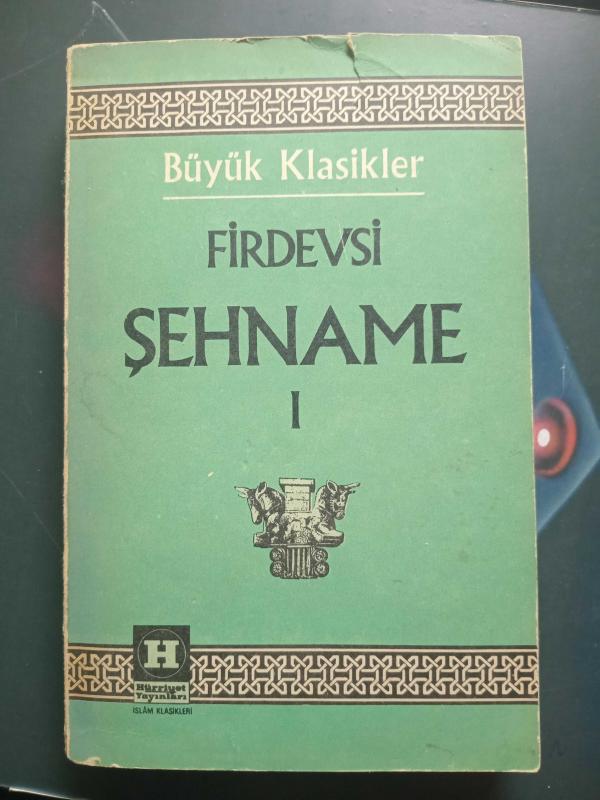 Büyük Klasikler
FİRDEVSİ
ŞEHNAME
I
H
Hürriyet
Yayınları
İSLÂM KLASİKLERİ